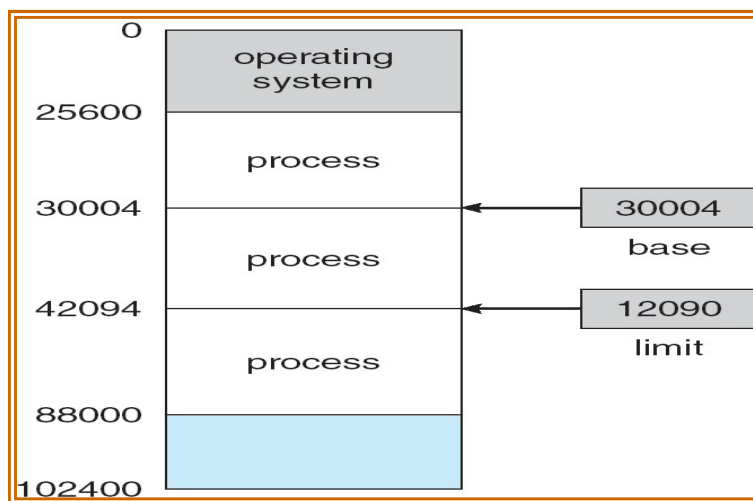 0
operating
system
25600
process
30004
30004
base
process
42094
12090
limit
process
88000
102400